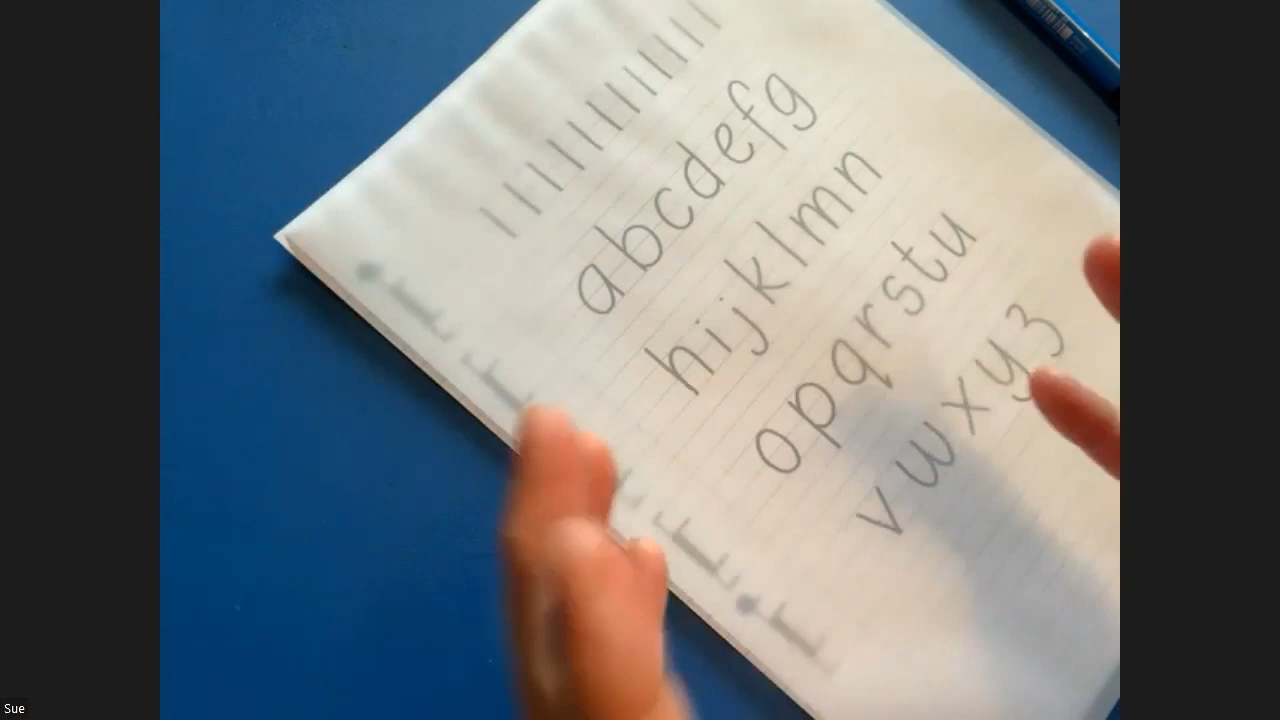 abcdefg
hijklmn
opqrstu
vwxyz
Sue